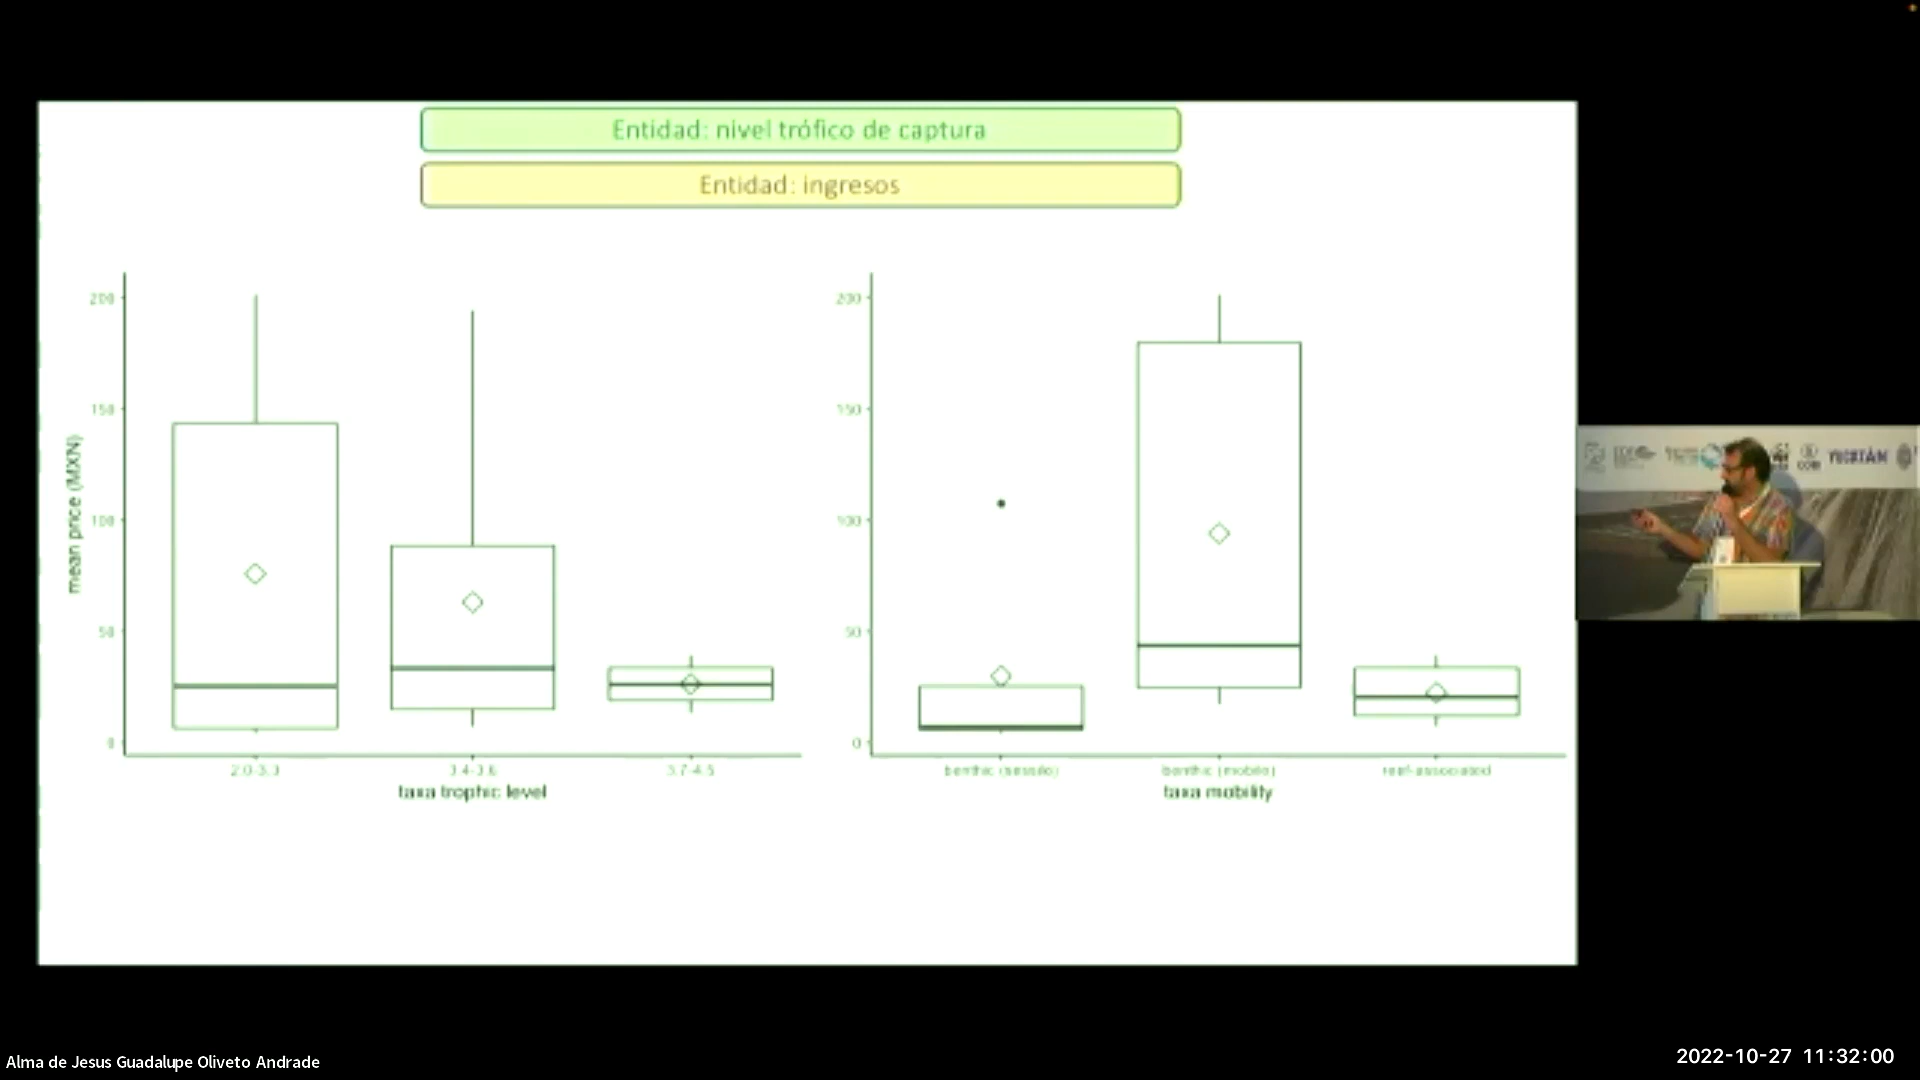 Entidad: nivel trófico de captura
Entidad: ingresos
mean price (MXN)
200
150
100
50
0
2.0-3.3
3.4-3.6
3.7-4.5
taxa trophic level
200
150
100
50
0
benthic (sessile)
benthic (mobile)
reef-associated
taxa mobility
COBI
YUCATÁN
Alma de Jesus Guadalupe Oliveto Andrade
2022-10-27 11:32:00